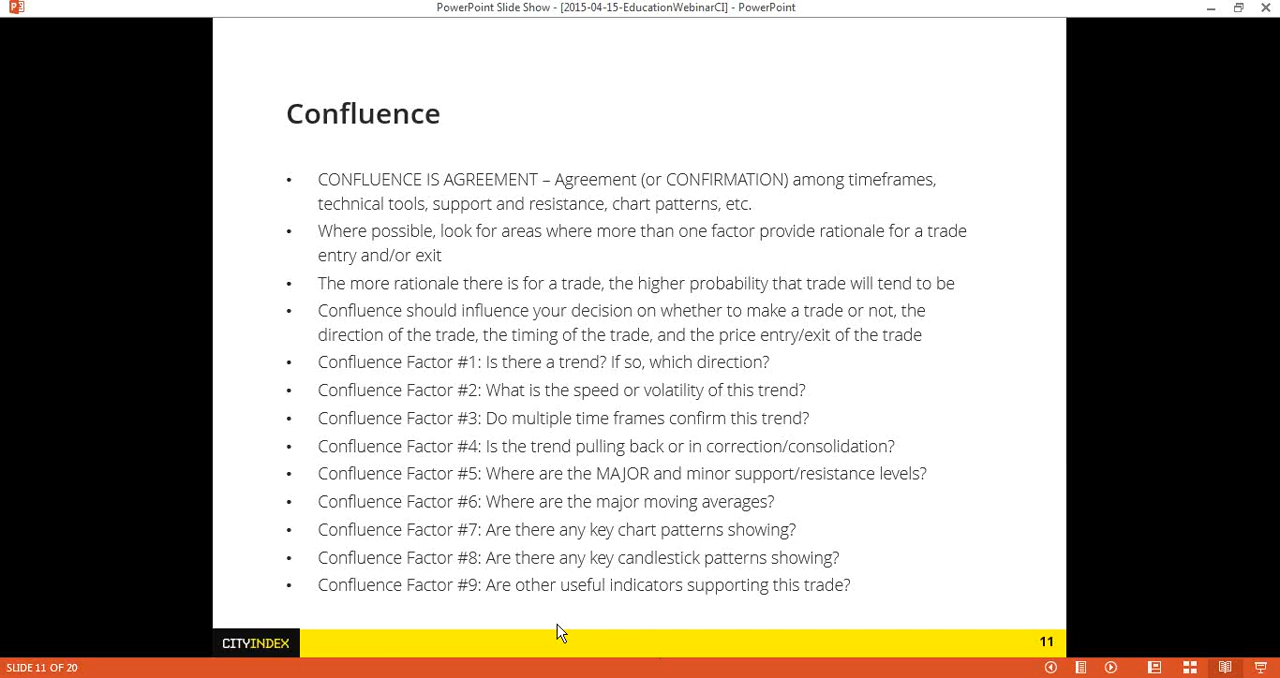 PowerPoint Slide Show - [2015-04-15-EducationWebinarCI] - PowerPoint
Confluence
• CONFLUENCE IS AGREEMENT – Agreement (or CONFIRMATION) among timeframes,
technical tools, support and resistance, chart patterns, etc.
• Where possible, look for areas where more than one factor provide rationale for a trade
entry and/or exit
• The more rationale there is for a trade, the higher probability that trade will tend to be
• Confluence should influence your decision on whether to make a trade or not, the
direction of the trade, the timing of the trade, and the price entry/exit of the trade
• Confluence Factor #1: Is there a trend? If so, which direction?
• Confluence Factor #2: What is the speed or volatility of this trend?
• Confluence Factor #3: Do multiple time frames confirm this trend?
• Confluence Factor #4: Is the trend pulling back or in correction/consolidation?
• Confluence Factor #5: Where are the MAJOR and minor support/resistance levels?
• Confluence Factor #6: Where are the major moving averages?
• Confluence Factor #7: Are there any key chart patterns showing?
• Confluence Factor #8: Are there any key candlestick patterns showing?
• Confluence Factor #9: Are other useful indicators supporting this trade?
CITYINDEX
11
SLIDE 11 OF 20